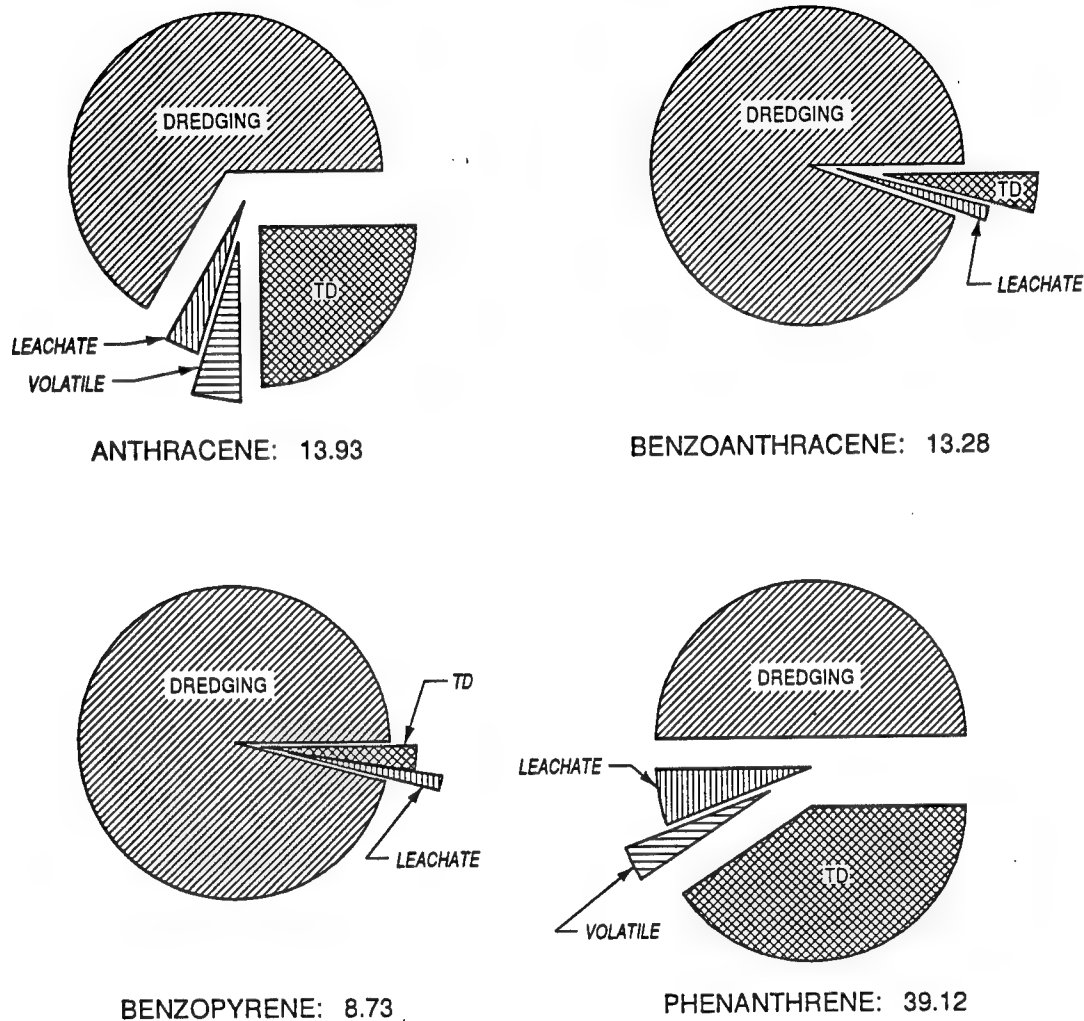 DREDGING
TD
LEACHATE
VOLATILE
ANTHRACENE: 13.93
DREDGING
TD
LEACHATE
BENZOANTHRACENE: 13.28
DREDGING
TD
LEACHATE
BENZOPYRENE: 8.73
DREDGING
LEACHATE
TD
VOLATILE
PHENANTHRENE: 39.12